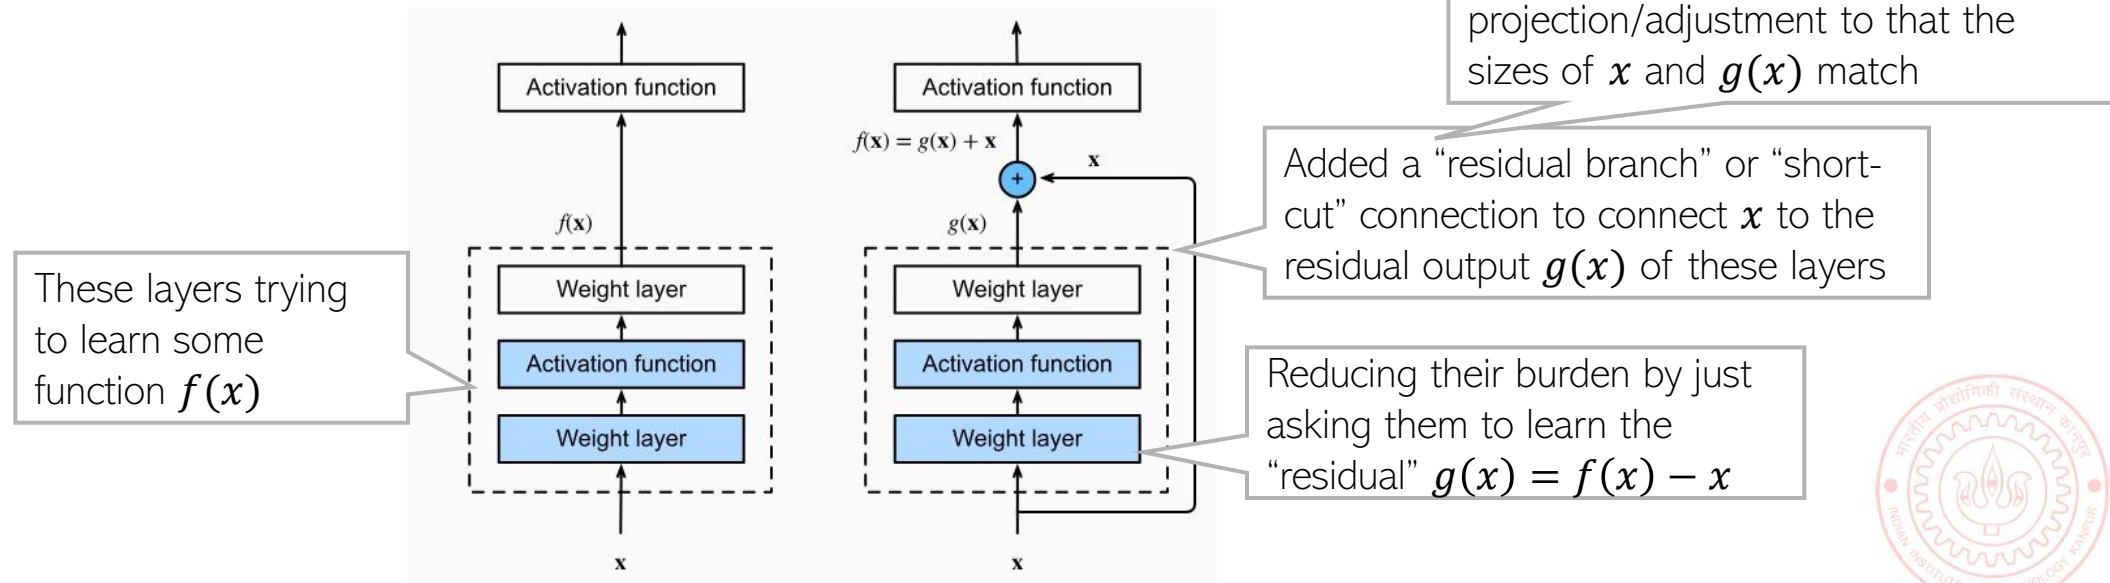 projection/adjustment to that the
sizes of x and g(x) match
Activation function
Activation function
f(x) = g(x) + x
x
+
Added a “residual branch” or “short-
cut” connection to connect x to the
residual output g(x) of these layers
f(x)
g(x)
These layers trying
to learn some
function f(x)
Weight layer
Activation function
Weight layer
x
Weight layer
Activation function
Weight layer
x
Reducing their burden by just
asking them to learn the
“residual” g(x) = f(x) − x
भारतीय प्रौद्योगिकी संस्थान कानपुर